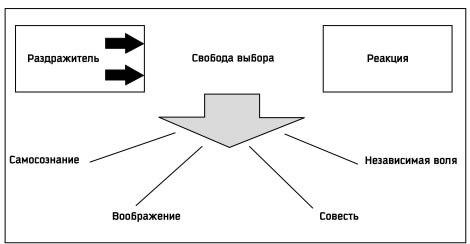 Раздражитель
Свобода выбора
Реакция
Самосознание
Независимая воля
Воображение
Совесть